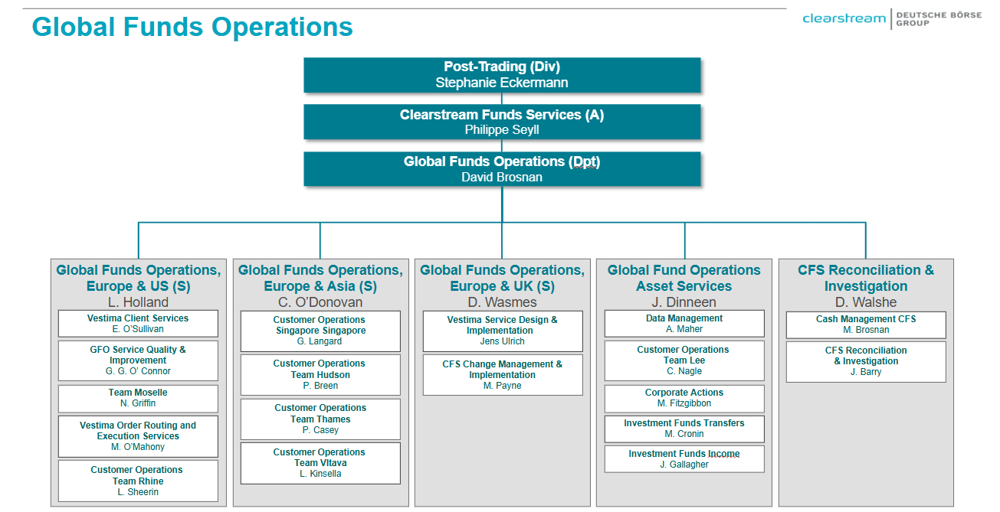 Global Funds Operations
clearstream
DEUTSCHE BÖRSE
GROUP
Post-Trading (Div)
Stephanie Eckermann
Clearstream Funds Services (A)
Philippe Seyll
Global Funds Operations (Dpt)
David Brosnan
Global Funds Operations,
Europe & US (S)
L. Holland
Vestima Client Services
E. O'Sullivan
GFO Service Quality &
Improvement
G. G. O' Connor
Team Moselle
N. Griffin
Vestima Order Routing and
Execution Services
M. O'Mahony
Customer Operations
Team Rhine
L. Sheerin
Global Funds Operations,
Europe & Asia (S)
C. O'Donovan
Customer Operations
Singapore Singapore
G. Langard
Customer Operations
Team Hudson
P. Breen
Customer Operations
Team Thames
P. Casey
Customer Operations
Team Vltava
L. Kinsella
Global Funds Operations,
Europe & UK (S)
D. Wasmes
Vestima Service Design &
Implementation
Jens Ulrich
CFS Change Management &
Implementation
M. Payne
Global Fund Operations
Asset Services
J. Dinneen
Data Management
A. Maher
Customer Operations
Team Lee
C. Nagle
Corporate Actions
M. Fitzgibbon
Investment Funds Transfers
M. Cronin
Investment Funds Income
J. Gallagher
CFS Reconciliation &
Investigation
D. Walshe
Cash Management CFS
M. Brosnan
CFS Reconciliation
& Investigation
J. Barry